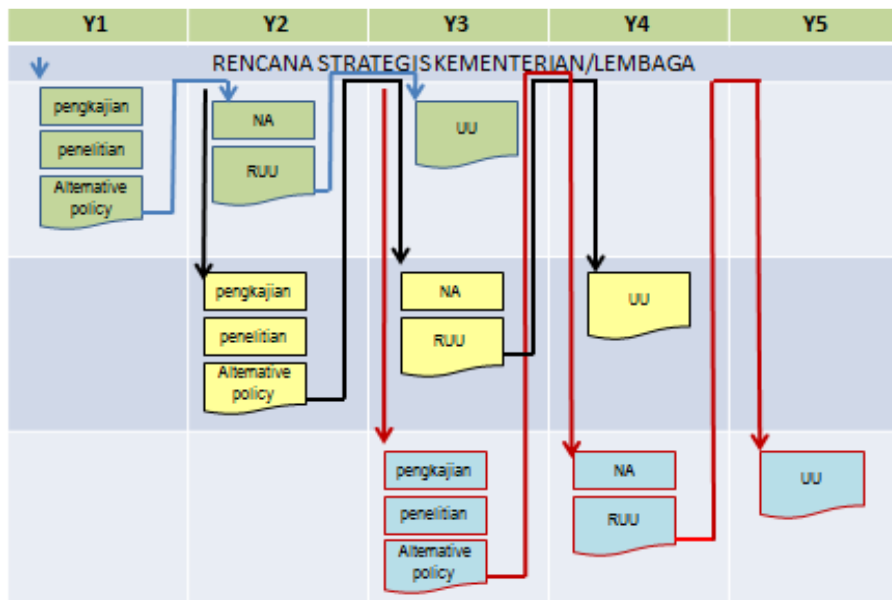 Y1 Y2 Y3 Y4 Y5
RENCANA STRATEGIS KEMENTERIAN/LEMBAGA
pengkajian
penelitian
Alternative
policy
NA
RUU
UU
pengkajian
penelitian
Alternative
policy
NA
RUU
UU
pengkajian
penelitian
Alternative
policy
NA
RUU
UU